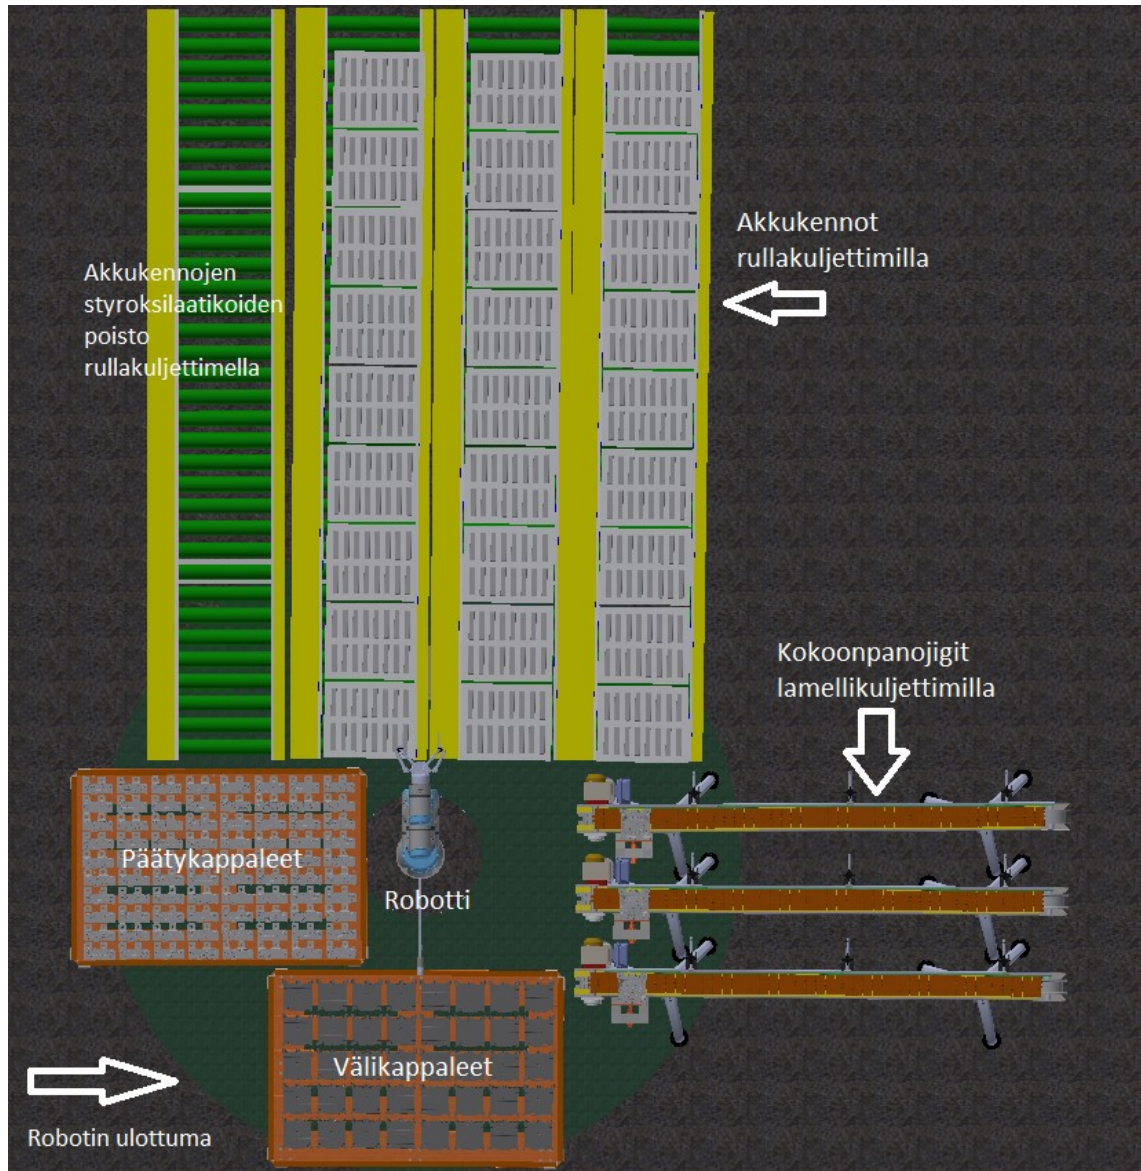 Akkukennot
rullakuljettimilla
Akkukennojen
styroksilaatikoiden
poisto
rullakuljettimella
Kokoonpanojigit
lamellikuljettimilla
Päätykappaleet
Robotti
Välikappaleet
Robotin ulottuma